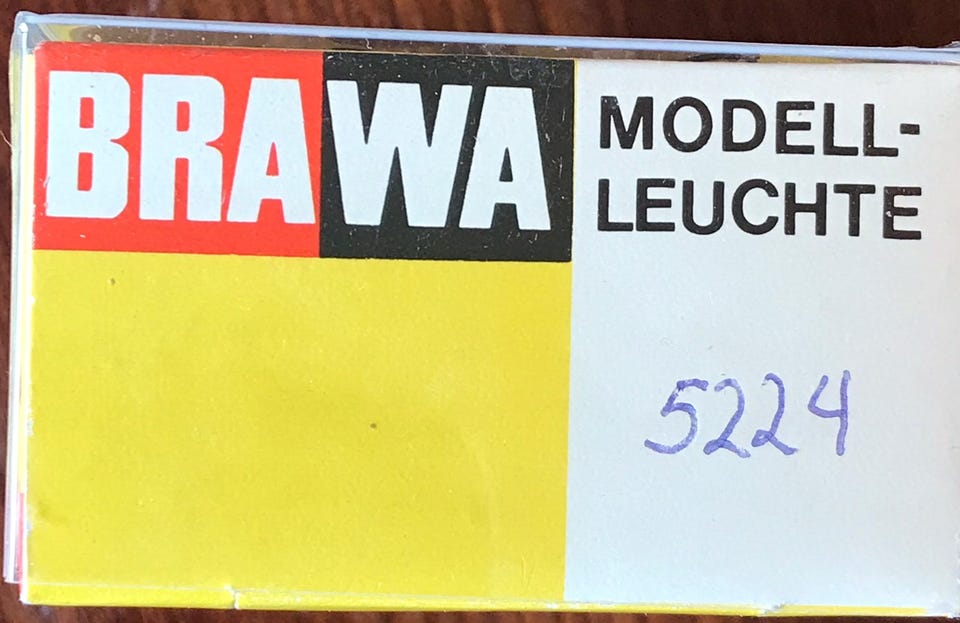 BRAWA
MODELL-
LEUCHTE
5224